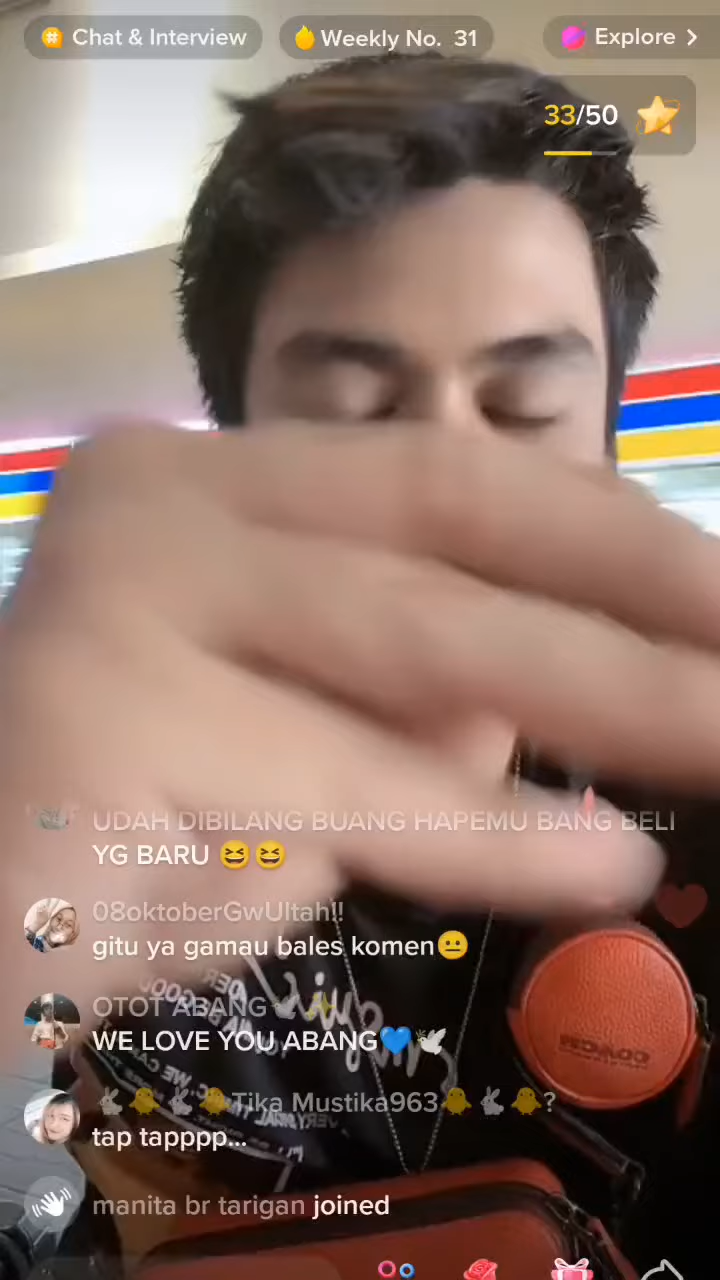 Chat & Interview
Weekly No. 31
Explore >
33/50
UDAH DIBILANG BUANG HAPEMU BANG BELI
YG BARU 😆😆
08oktoberGwUltah!!
gitu ya gamau bales komen😐
OTOT ABANG🕊✨
WE LOVE YOU ABANG💙🕊
🐇🐥🐇🐥Tika Mustika963🐥🐇🐥?
tap tapppp...
manita br tarigan joined
COACH